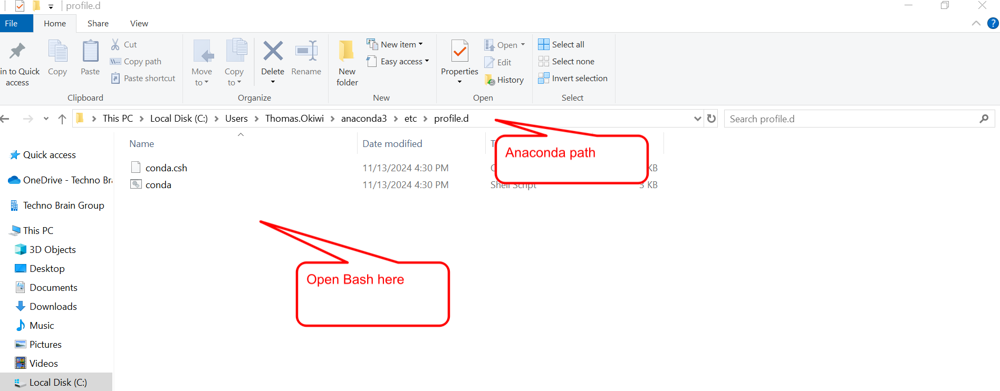 profile.d
File Home Share View
in to Quick access
Copy
Paste
Cut
Copy path
Paste shortcut
Clipboard
Move to
Copy to
Delete
Rename
Organize
New folder
New item
Easy access
New
Properties
Open
Edit
History
Open
Select all
Select none
Invert selection
Select
This PC > Local Disk (C:) > Users > Thomas.Okiwi > anaconda3 > etc > profile.d
Search profile.d
Name Date modified
conda.csh 11/13/2024 4:30 PM KB
conda 11/13/2024 4:30 PM Shell Script 3 KB
Anaconda path
Open Bash here
Quick access
OneDrive - Techno Br
Techno Brain Group
This PC
3D Objects
Desktop
Documents
Downloads
Music
Pictures
Videos
Local Disk (C:)